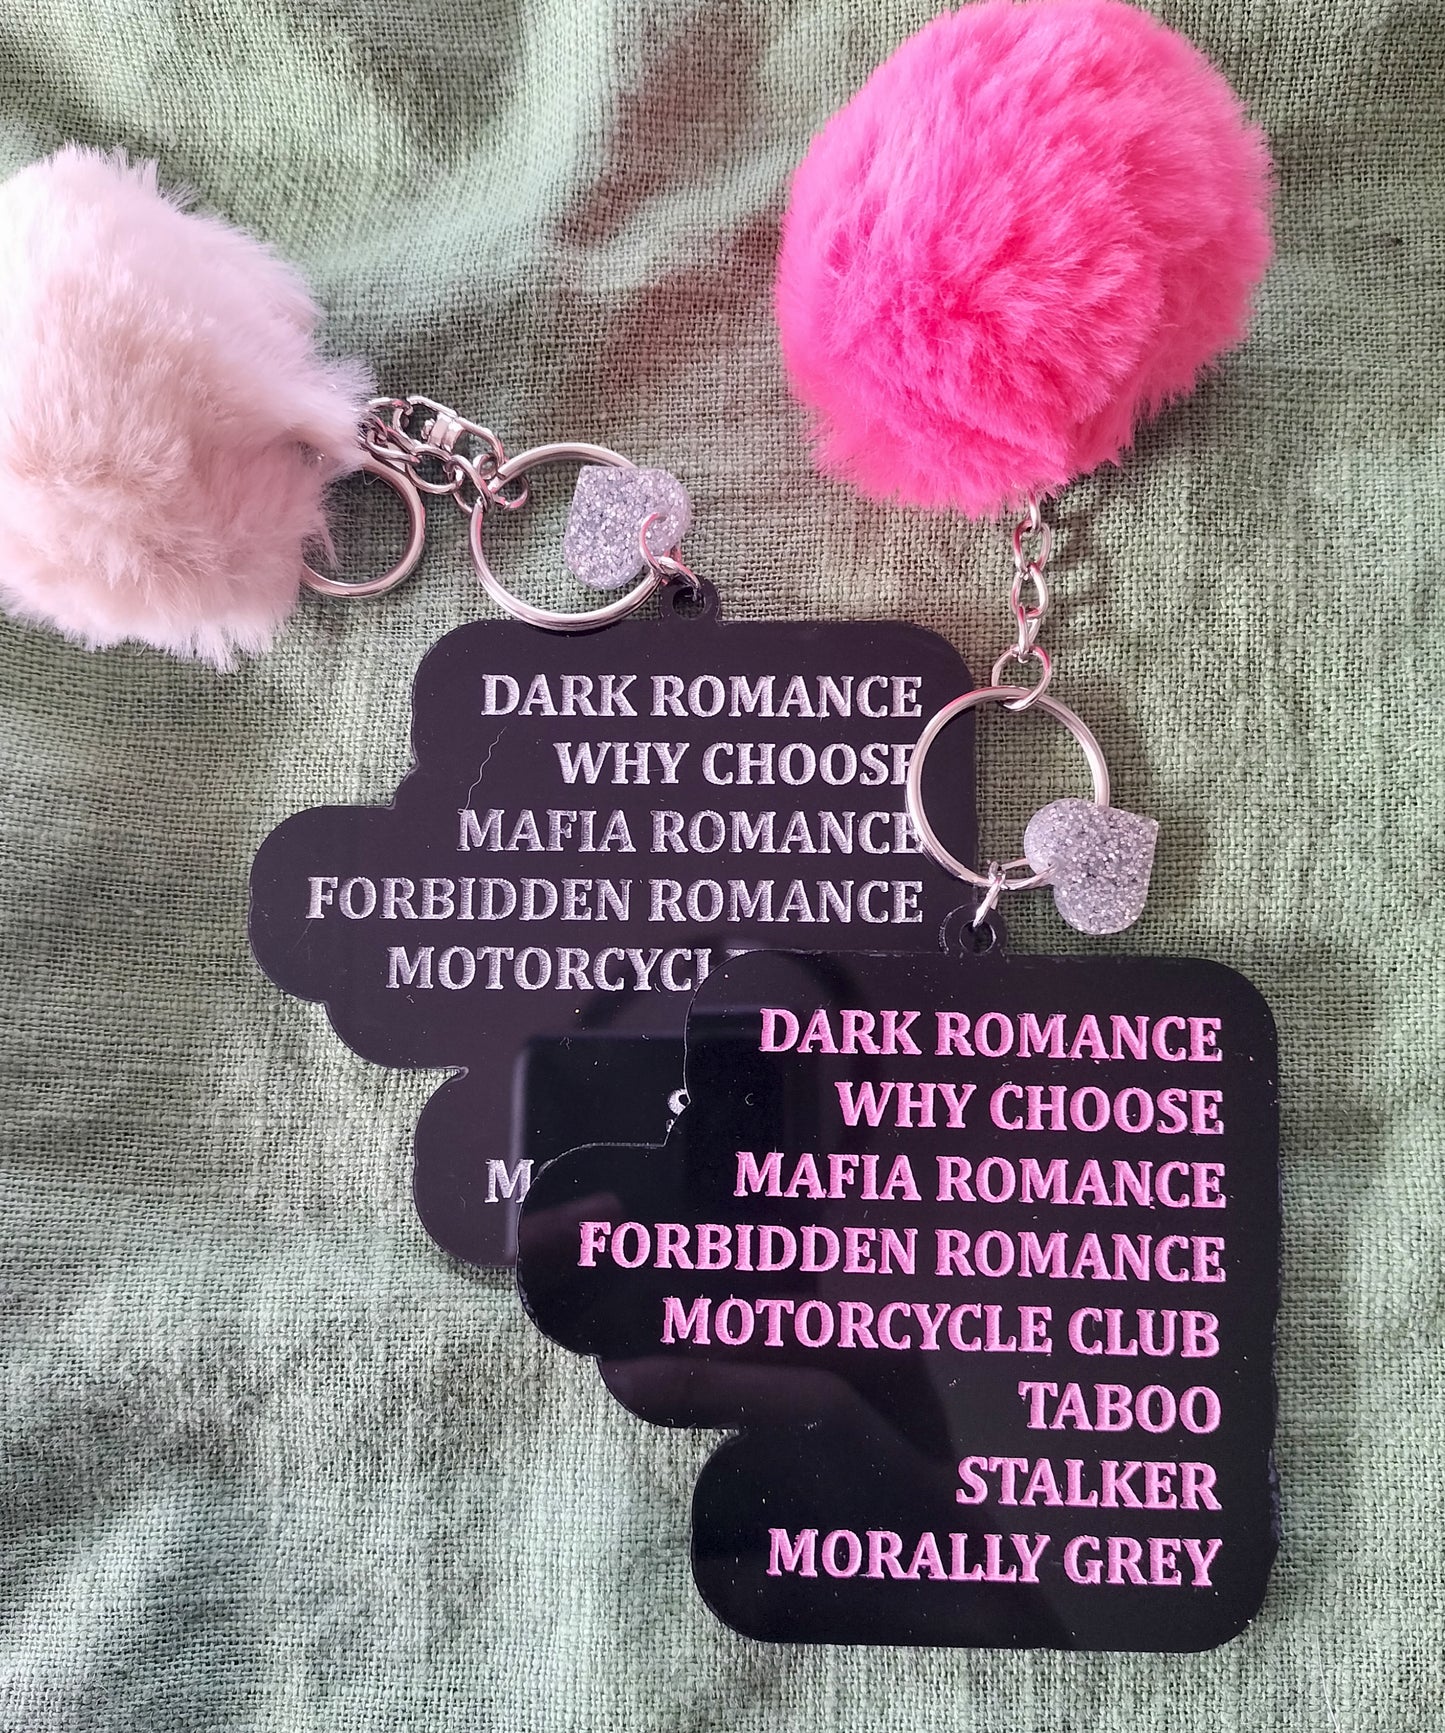 DARK ROMANCE
WHY CHOOSE
MAFIA ROMANCE
FORBIDDEN ROMANCE
DARK ROMANCE
WHY CHOOSE
MAFIA ROMANCE
FORBIDDEN ROMANCE
MOTORCYCLE CLUB
TABOO
STALKER
MORALLY GREY